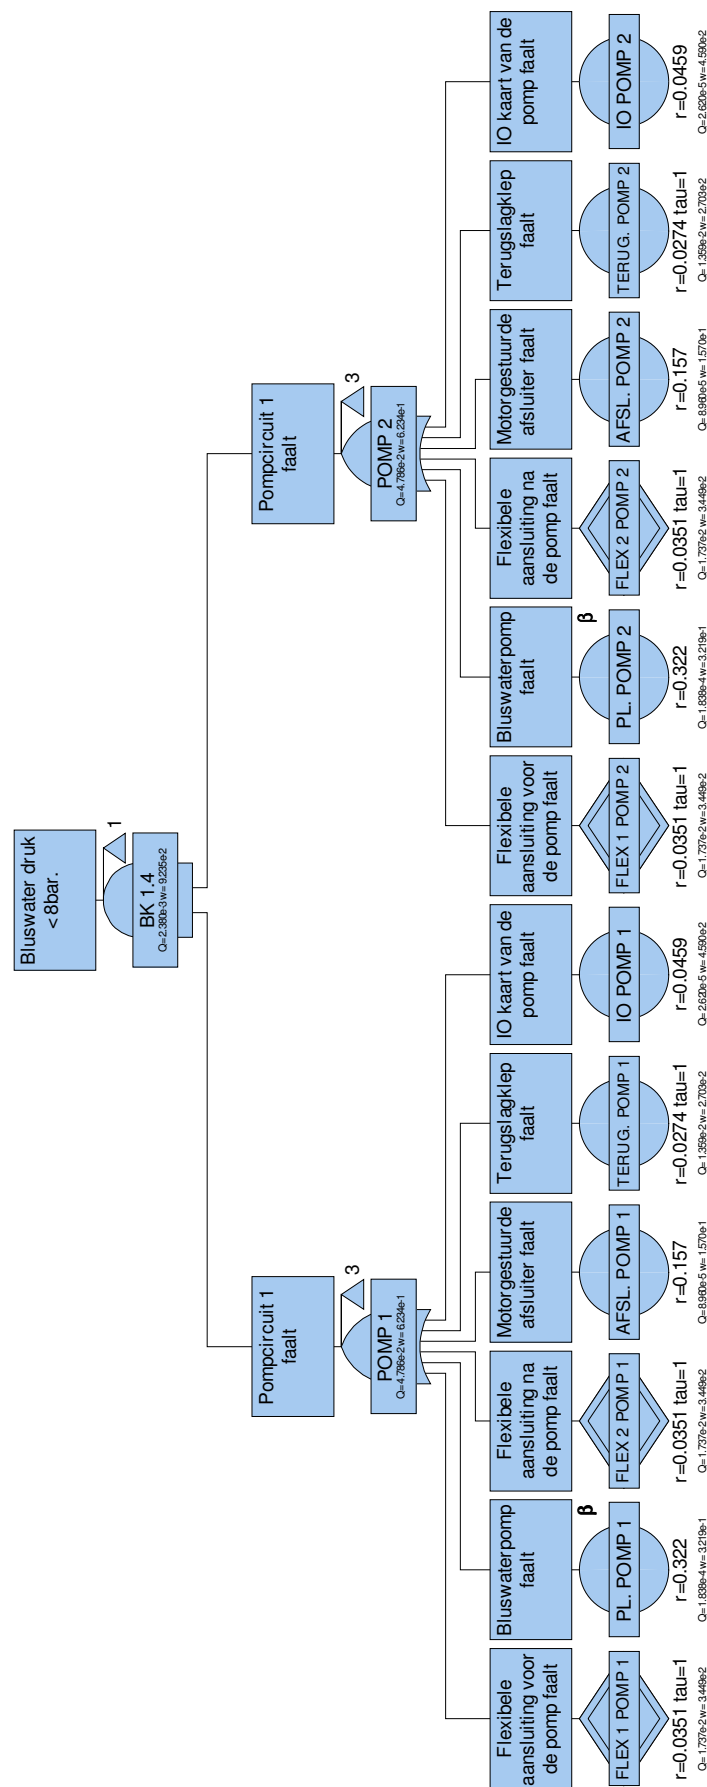 Bluswater druk
< 8bar.
1
BK 1.4
Q=2.380e-3 w=9.235e-2
Pompcircuit 1
faalt
3
POMP 1
Q=4.786e-2 w=6.234e-1
Pompcircuit 1
faalt
3
POMP 2
Q=4.786e-2 w=6.234e-1
Flexibele
aansluiting voor
de pomp faalt
FLEX 1 POMP 1
r=0.0351 tau=1
Q=1.737e-2 w=3.449e-2
Bluswaterpomp
faalt
β
PL. POMP 1
r=0.322
Q=1.838e-4 w=3.219e-1
Flexibele
aansluiting na
de pomp faalt
FLEX 2 POMP 1
r=0.0351 tau=1
Q=1.737e-2 w=3.449e-2
Motorgestuurde
afsluiter faalt
AFSL. POMP 1
r=0.157
Q=8.960e-5 w=1.570e-1
Terugslagklep
faalt
TERUG. POMP 1
r=0.0274 tau=1
Q=1.359e-2 w=2.703e-2
IO kaart van de
pomp faalt
IO POMP 1
r=0.0459
Q=2.620e-5 w=4.590e-2
Flexibele
aansluiting voor
de pomp faalt
FLEX 1 POMP 2
r=0.0351 tau=1
Q=1.737e-2 w=3.449e-2
Bluswaterpomp
faalt
β
PL. POMP 2
r=0.322
Q=1.838e-4 w=3.219e-1
Flexibele
aansluiting na
de pomp faalt
FLEX 2 POMP 2
r=0.0351 tau=1
Q=1.737e-2 w=3.449e-2
Motorgestuurde
afsluiter faalt
AFSL. POMP 2
r=0.157
Q=8.960e-5 w=1.570e-1
Terugslagklep
faalt
TERUG. POMP 2
r=0.0274 tau=1
Q=1.359e-2 w=2.703e-2
IO kaart van de
pomp faalt
IO POMP 2
r=0.0459
Q=2.620e-5 w=4.590e-2